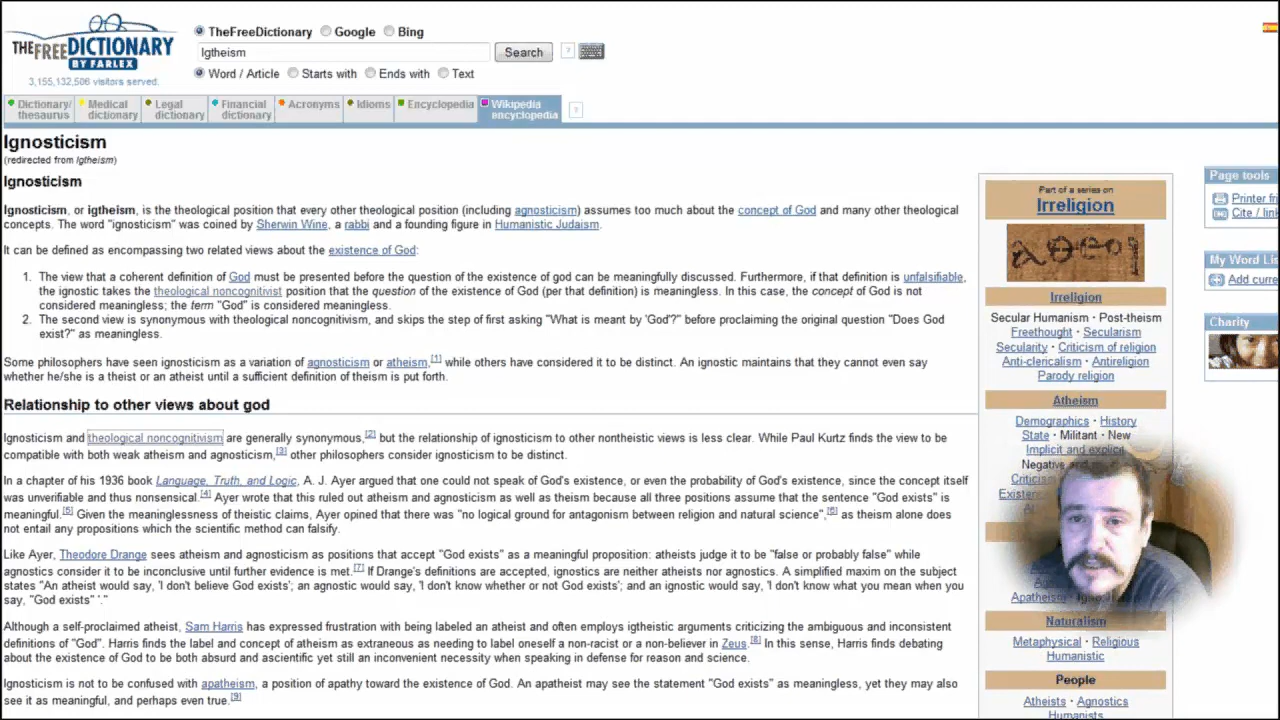 THEFREEDICTIONARY
BY FARLEX
3,155,132,506 visitors served.
TheFreeDictionary Google Bing
Igtheism
Search
?
Word / Article Starts with Ends with Text
Dictionary/ thesaurus
Medical dictionary
Legal dictionary
Financial dictionary
Acronyms
Idioms
Encyclopedia
Wikipedia encyclopedia
?
Ignosticism
(redirected from Igtheism)
Ignosticism
Ignosticism, or igtheism, is the theological position that every other theological position (including agnosticism) assumes too much about the concept of God and many other theological
concepts. The word "ignosticism" was coined by Sherwin Wine, a rabbi and a founding figure in Humanistic Judaism.
It can be defined as encompassing two related views about the existence of God:
1. The view that a coherent definition of God must be presented before the question of the existence of god can be meaningfully discussed. Furthermore, if that definition is unfalsifiable,
the ignostic takes the theological noncognitivist position that the question of the existence of God (per that definition) is meaningless. In this case, the concept of God is not
considered meaningless; the term "God" is considered meaningless.
2. The second view is synonymous with theological noncognitivism, and skips the step of first asking "What is meant by 'God'?" before proclaiming the original question "Does God
exist?" as meaningless.
Some philosophers have seen ignosticism as a variation of agnosticism or atheism,[1] while others have considered it to be distinct. An ignostic maintains that they cannot even say
whether he/she is a theist or an atheist until a sufficient definition of theism is put forth.
Relationship to other views about god
Ignosticism and theological noncognitivism are generally synonymous,[2] but the relationship of ignosticism to other nontheistic views is less clear. While Paul Kurtz finds the view to be
compatible with both weak atheism and agnosticism,[3] other philosophers consider ignosticism to be distinct.
In a chapter of his 1936 book Language, Truth, and Logic, A. J. Ayer argued that one could not speak of God's existence, or even the probability of God's existence, since the concept itself
was unverifiable and thus nonsensical.[4] Ayer wrote that this ruled out atheism and agnosticism as well as theism because all three positions assume that the sentence "God exists" is
meaningful.[5] Given the meaninglessness of theistic claims, Ayer opined that there was "no logical ground for antagonism between religion and natural science",[6] as theism alone does
not entail any propositions which the scientific method can falsify.
Like Ayer, Theodore Drange sees atheism and agnosticism as positions that accept "God exists" as a meaningful proposition: atheists judge it to be "false or probably false" while
agnostics consider it to be inconclusive until further evidence is met.[7] If Drange's definitions are accepted, ignostics are neither atheists nor agnostics. A simplified maxim on the subject
states "An atheist would say, 'I don't believe God exists'; an agnostic would say, 'I don't know whether or not God exists'; and an ignostic would say, 'I don't know what you mean when you
say, "God exists" '."
Although a self-proclaimed atheist, Sam Harris has expressed frustration with being labeled an atheist and often employs igtheistic arguments criticizing the ambiguous and inconsistent
definitions of "God". Harris finds the label and concept of atheism as extraneous as needing to label oneself a non-racist or a non-believer in Zeus.[8] In this sense, Harris finds debating
about the existence of God to be both absurd and ascientific yet still an inconvenient necessity when speaking in defense for reason and science.
Ignosticism is not to be confused with apatheism, a position of apathy toward the existence of God. An apatheist may see the statement "God exists" as meaningless, yet they may also
see it as meaningful, and perhaps even true.[9]
Part of a series on
Irreligion
αθεοι
Irreligion
Secular Humanism · Post-theism
Freethought · Secularism
Secularity · Criticism of religion
Anti-clericalism · Antireligion
Parody religion
Atheism
Demographics · History
State · Militant · New
Implicit and explicit
Negative and
Apatheism
Naturalism
Metaphysical · Religious
Humanistic
People
Atheists · Agnostics
Humanists
Page tools
Printer
Cite /
My Word
Add
Charity